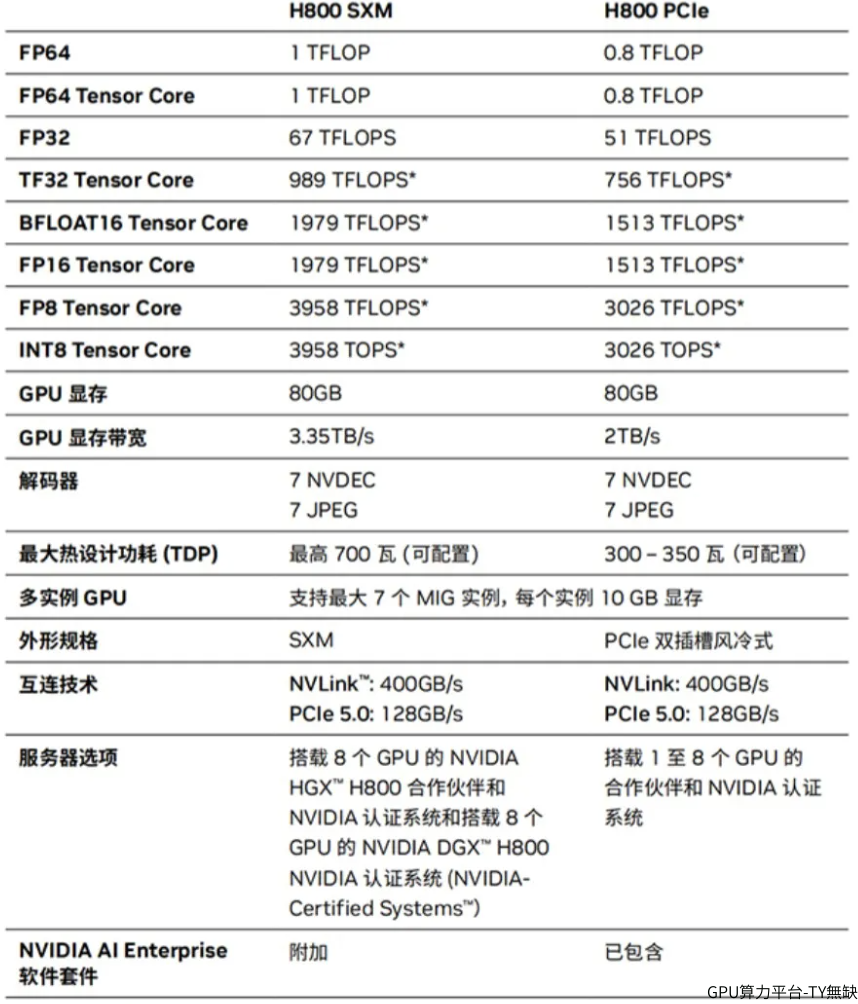 H800 SXM H800 PCIe
FP64 1 TFLOP 0.8 TFLOP
FP64 Tensor Core 1 TFLOP 0.8 TFLOP
FP32 67 TFLOPS 51 TFLOPS
TF32 Tensor Core 989 TFLOPS* 756 TFLOPS*
BFLOAT16 Tensor Core 1979 TFLOPS* 1513 TFLOPS*
FP16 Tensor Core 1979 TFLOPS* 1513 TFLOPS*
FP8 Tensor Core 3958 TFLOPS* 3026 TFLOPS*
INT8 Tensor Core 3958 TOPS* 3026 TOPS*
GPU 显存 80GB 80GB
GPU 显存带宽 3.35TB/s 2TB/s
解码器 7 NVDEC 7 NVDEC
7 JPEG 7 JPEG
最大热设计功耗 (TDP) 最高 700 瓦 (可配置) 300 – 350 瓦（可配置）
多实例 GPU 支持最大 7 个 MIG 实例，每个实例 10 GB 显存
外形规格 SXM PCIe 双插槽风冷式
互连技术 NVLink™: 400GB/s NVLink: 400GB/s
PCIe 5.0: 128GB/s PCIe 5.0: 128GB/s
服务器选项 搭载 8 个 GPU 的 NVIDIA 搭载 1 至 8 个 GPU 的
HGX™ H800 合作伙伴和 合作伙伴和 NVIDIA 认证
NVIDIA 认证系统和搭载 8 个 系统
GPU 的 NVIDIA DGX™ H800
NVIDIA 认证系统 (NVIDIA-
Certified Systems™)
NVIDIA AI Enterprise 附加 已包含
软件套件
GPU算力平台-TY無缺